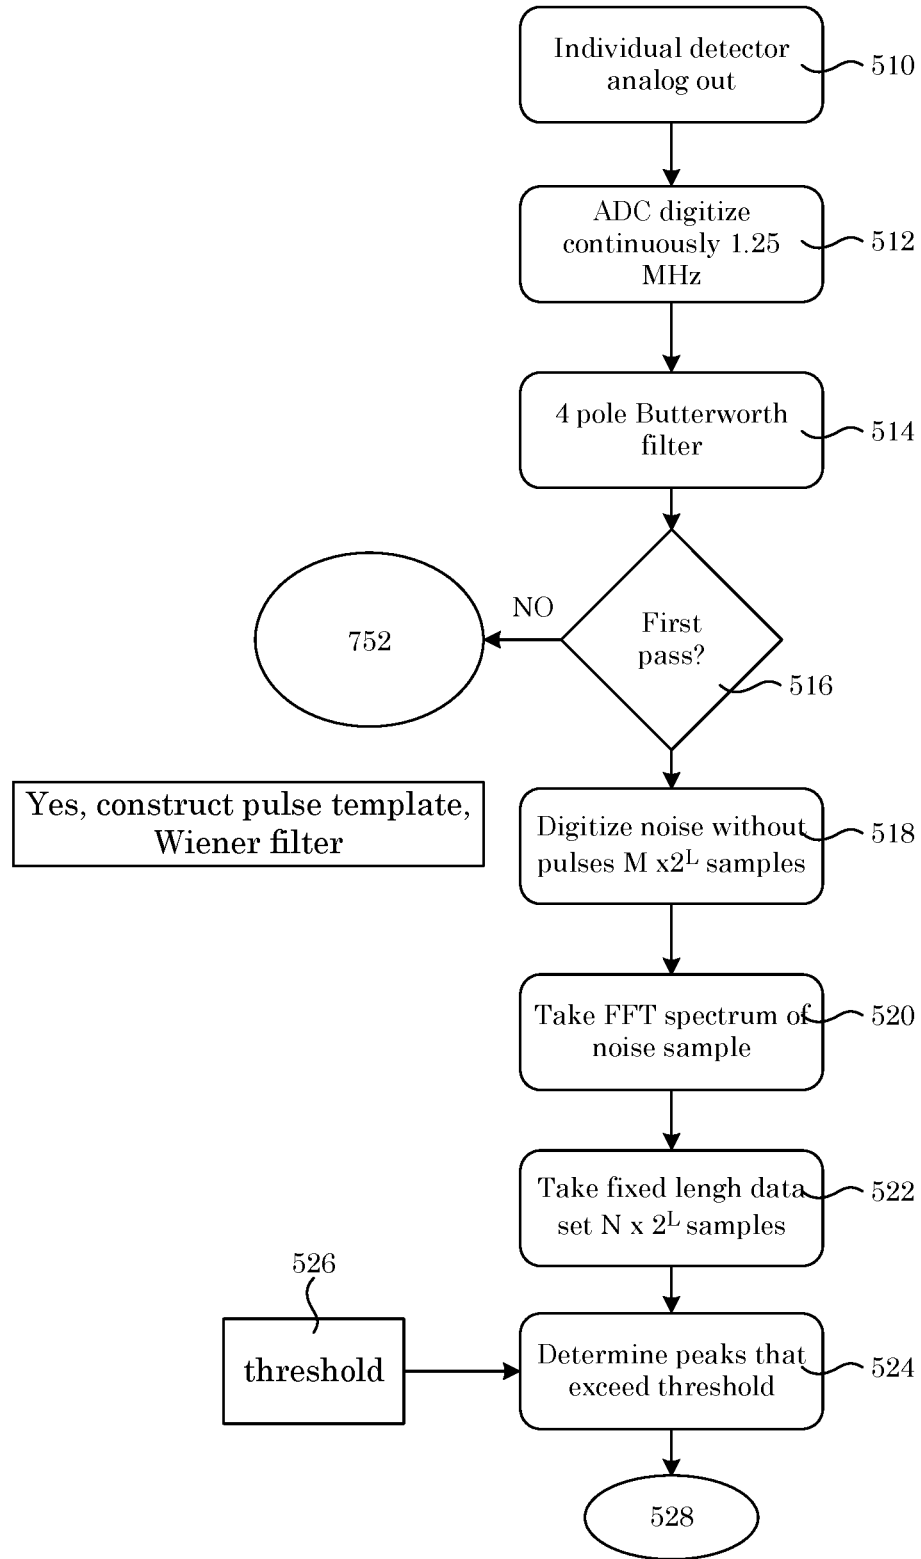 Individual detector
analog out
510
ADC digitize
continuously 1.25
MHz
512
4 pole Butterworth
filter
514
NO
752
First
pass?
516
Yes, construct pulse template,
Wiener filter
Digitize noise without
pulses M x2ᴸ samples
518
Take FFT spectrum of
noise sample
520
Take fixed lengh data
set N x 2ᴸ samples
522
526
threshold
Determine peaks that
exceed threshold
524
528